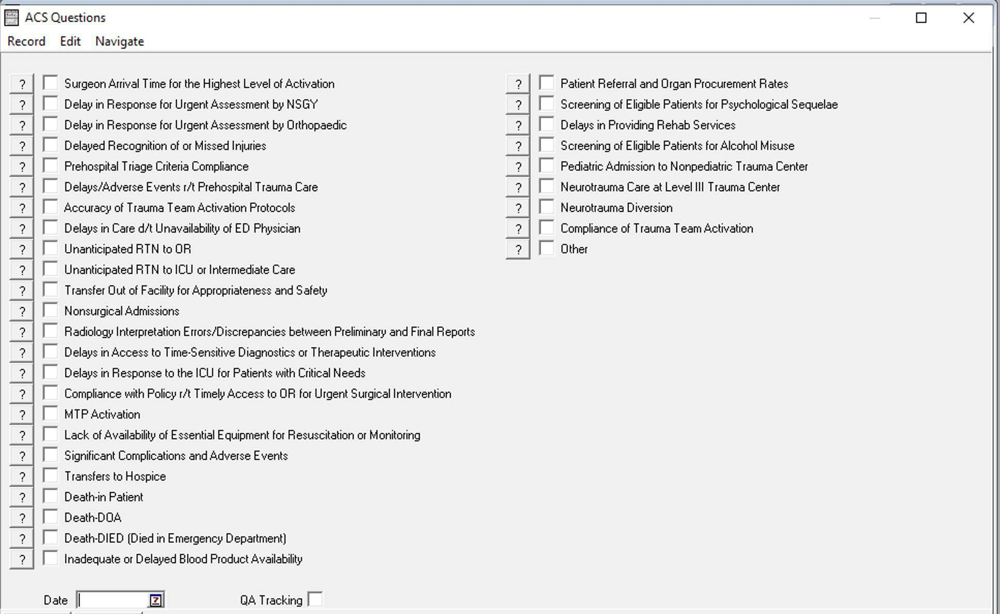 ACS Questions
Record Edit Navigate
? Surgeon Arrival Time for the Highest Level of Activation
? Delay in Response for Urgent Assessment by NSGY
? Delay in Response for Urgent Assessment by Orthopaedic
? Delayed Recognition of or Missed Injuries
? Prehospital Triage Criteria Compliance
? Delays/Adverse Events r/t Prehospital Trauma Care
? Accuracy of Trauma Team Activation Protocols
? Delays in Care d/t Unavailability of ED Physician
? Unanticipated RTN to OR
? Unanticipated RTN to ICU or Intermediate Care
? Transfer Out of Facility for Appropriateness and Safety
? Nonsurgical Admissions
? Radiology Interpretation Errors/Discrepancies between Preliminary and Final Reports
? Delays in Access to Time-Sensitive Diagnostics or Therapeutic Interventions
? Delays in Response to the ICU for Patients with Critical Needs
? Compliance with Policy r/t Timely Access to OR for Urgent Surgical Intervention
? MTP Activation
? Lack of Availability of Essential Equipment for Resuscitation or Monitoring
? Significant Complications and Adverse Events
? Transfers to Hospice
? Death-in Patient
? Death-DOA
? Death-DIED (Died in Emergency Department)
? Inadequate or Delayed Blood Product Availability
? Patient Referral and Organ Procurement Rates
? Screening of Eligible Patients for Psychological Sequelae
? Delays in Providing Rehab Services
? Screening of Eligible Patients for Alcohol Misuse
? Pediatric Admission to Nonpediatric Trauma Center
? Neurotrauma Care at Level III Trauma Center
? Neurotrauma Diversion
? Compliance of Trauma Team Activation
? Other
Date 7 QA Tracking